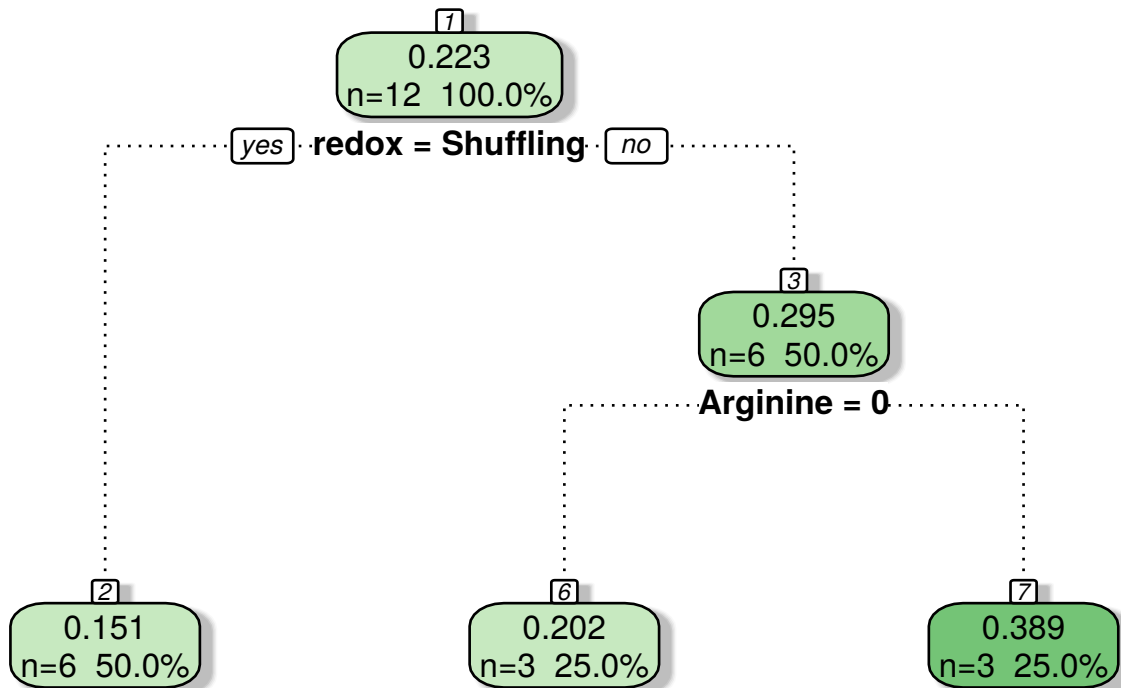 1
0.223
n=12 100.0%
yes redox = Shuffling no
3
0.295
n=6 50.0%
Arginine = 0
2 6 7
0.151 0.202 0.389
n=6 50.0% n=3 25.0% n=3 25.0%